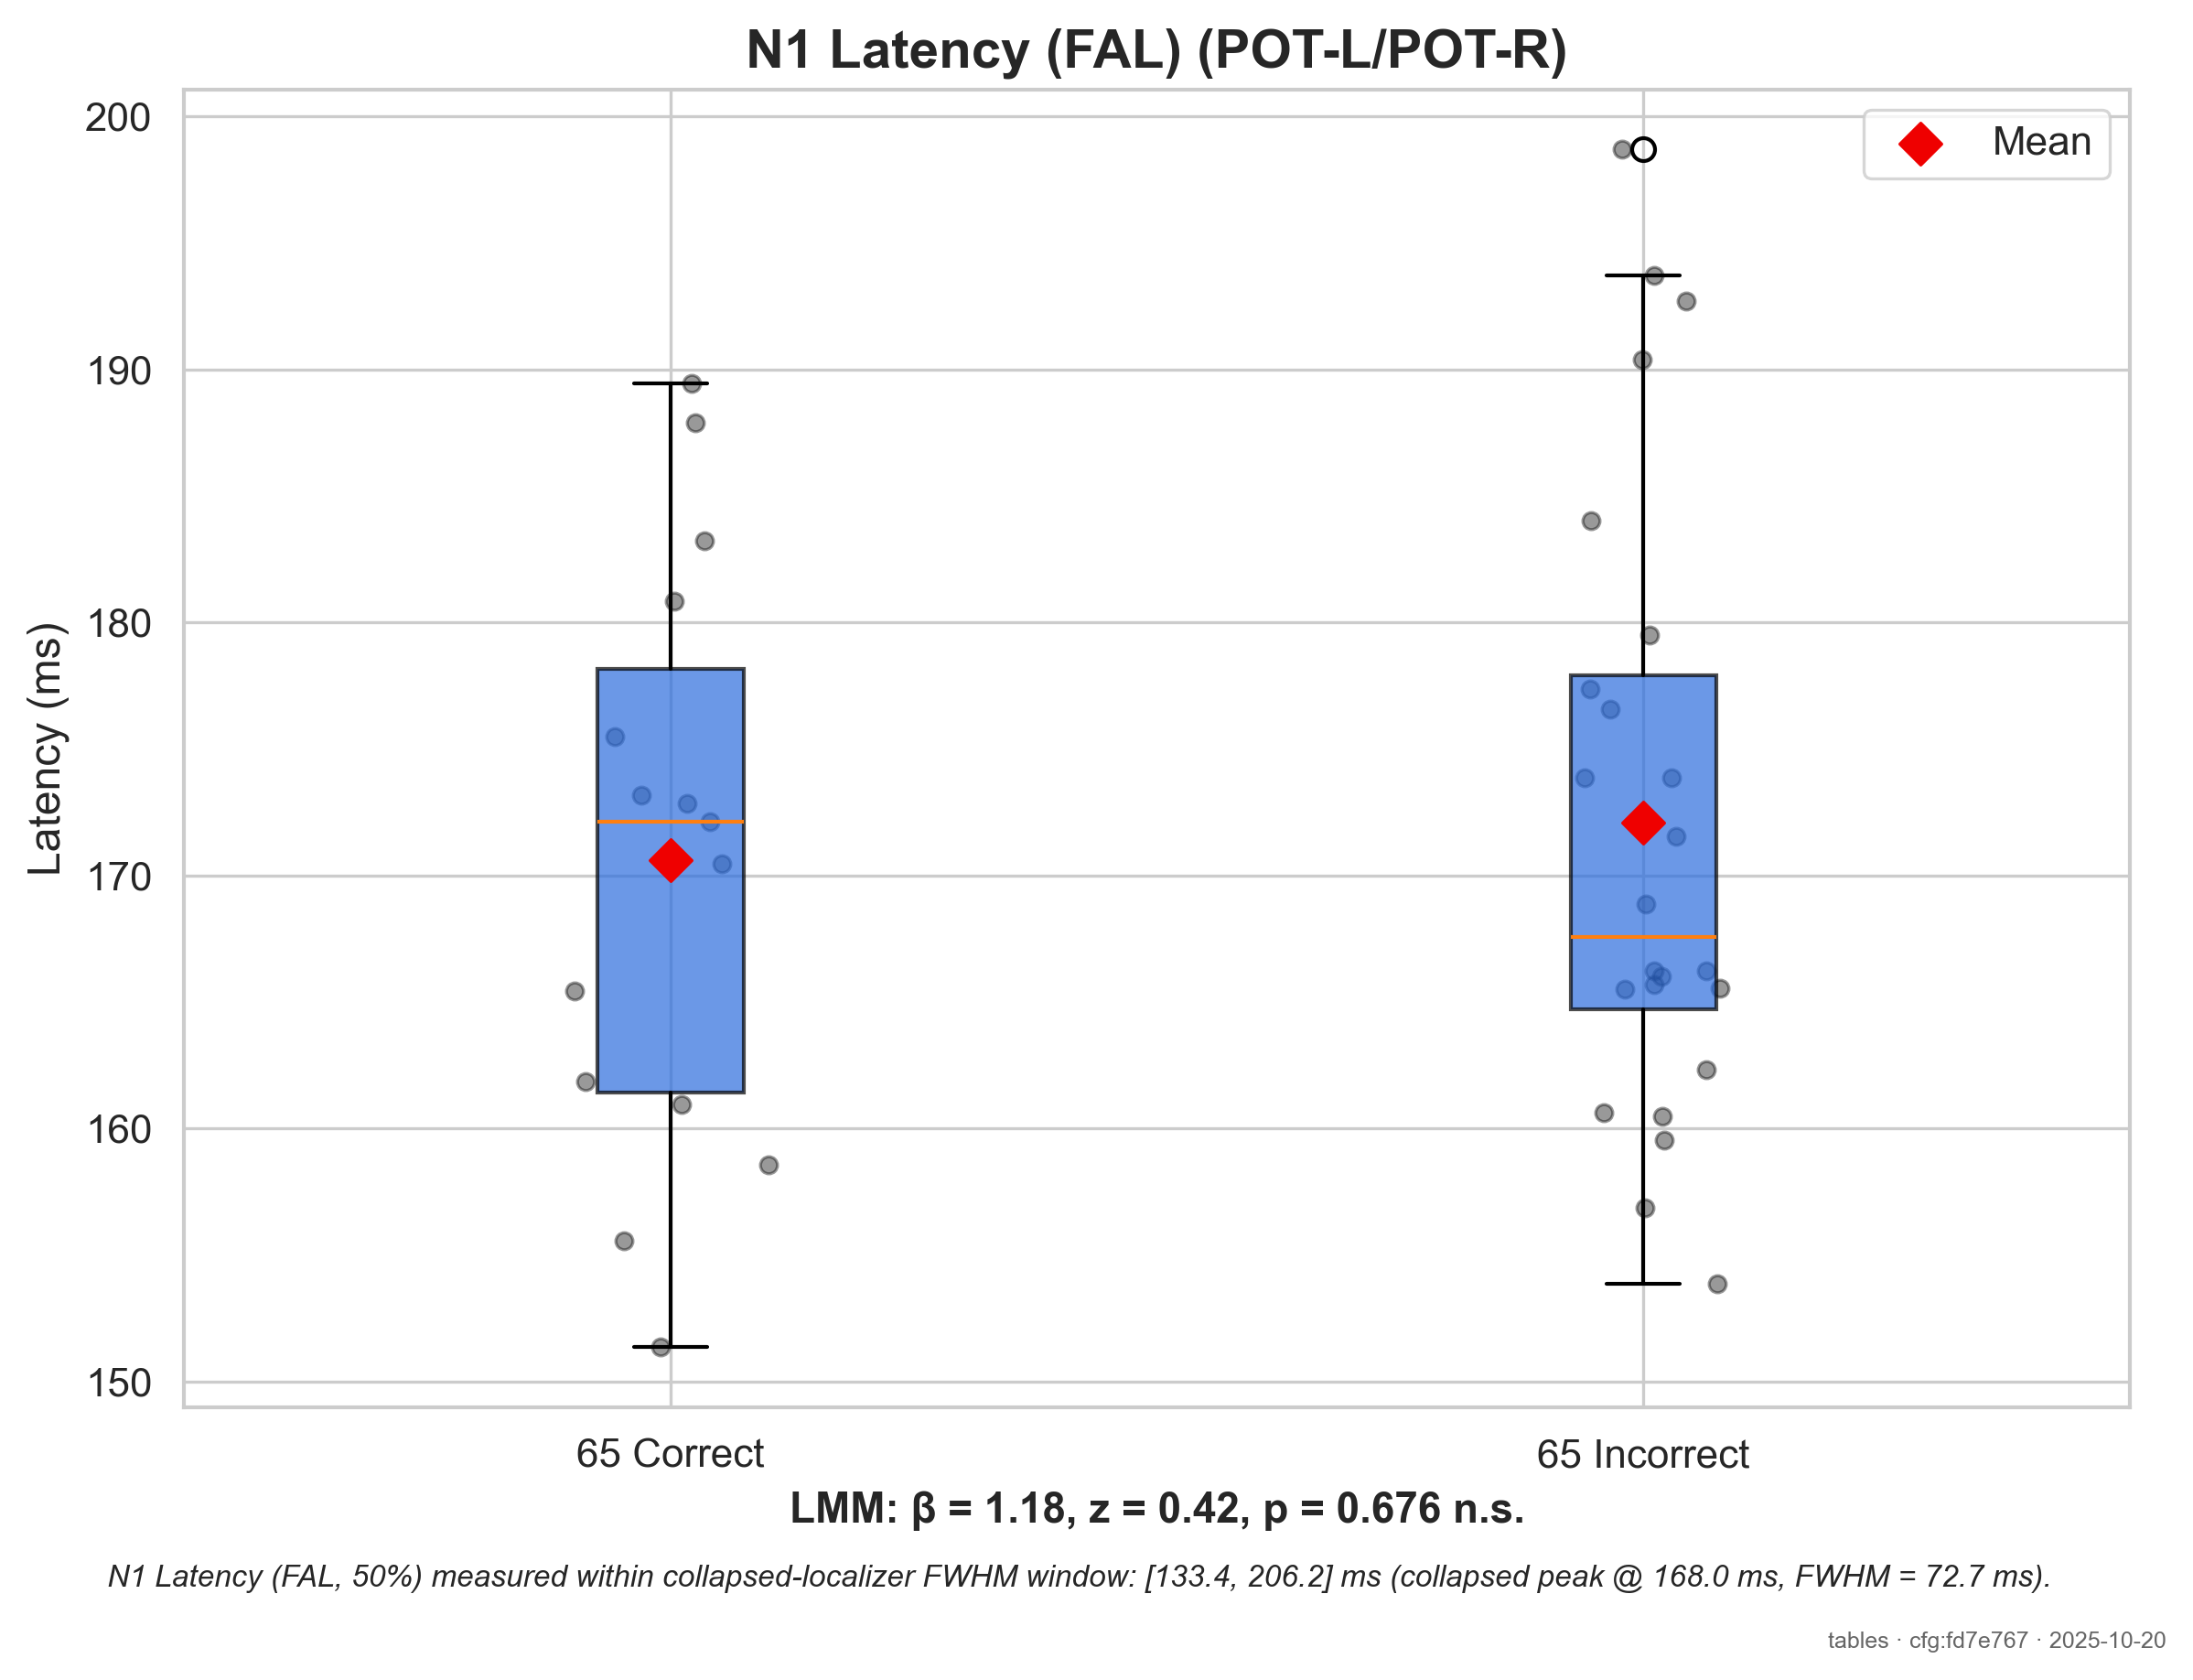 N1 Latency (FAL) (POT-L/POT-R)
200
Mean
190
180
Latency (ms)
170
160
150
65 Correct
65 Incorrect
LMM: β = 1.18, z = 0.42, p = 0.676 n.s.
N1 Latency (FAL, 50%) measured within collapsed-localizer FWHM window: [133.4, 206.2] ms (collapsed peak @ 168.0 ms, FWHM = 72.7 ms).
tables · cfg:fd7e767 · 2025-10-20